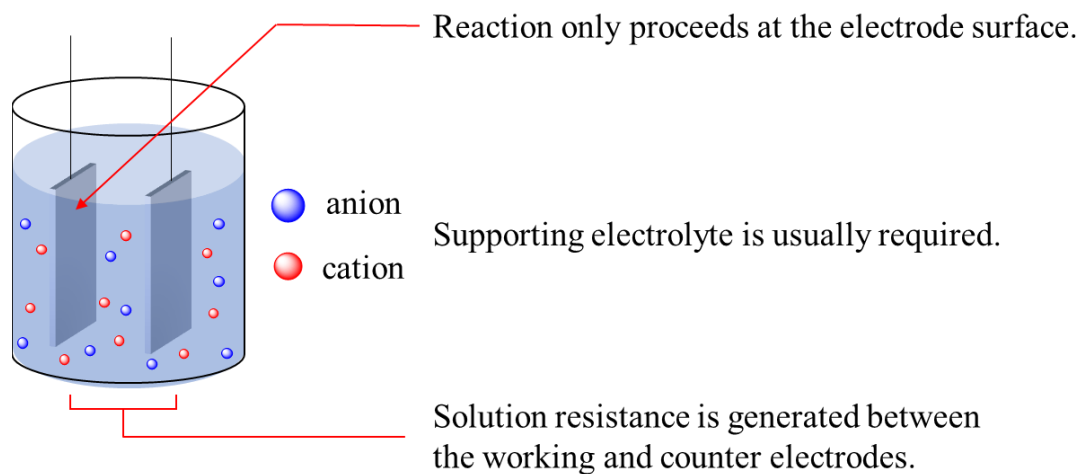 Reaction only proceeds at the electrode surface.
anion
cation
Supporting electrolyte is usually required.
Solution resistance is generated between
the working and counter electrodes.